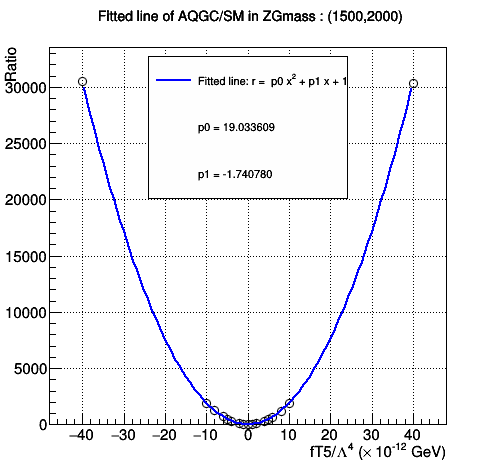 FItted line of AQGC/SM in ZGmass : (1500,2000)
Ratio
Fitted line: r = p0 x² + p1 x + 1
p0 = 19.033609
p1 = -1.740780
30000
25000
20000
15000
10000
5000
0
−40 −30 −20 −10 0 10 20 30 40
fT5/Λ⁴ (× 10⁻¹² GeV)